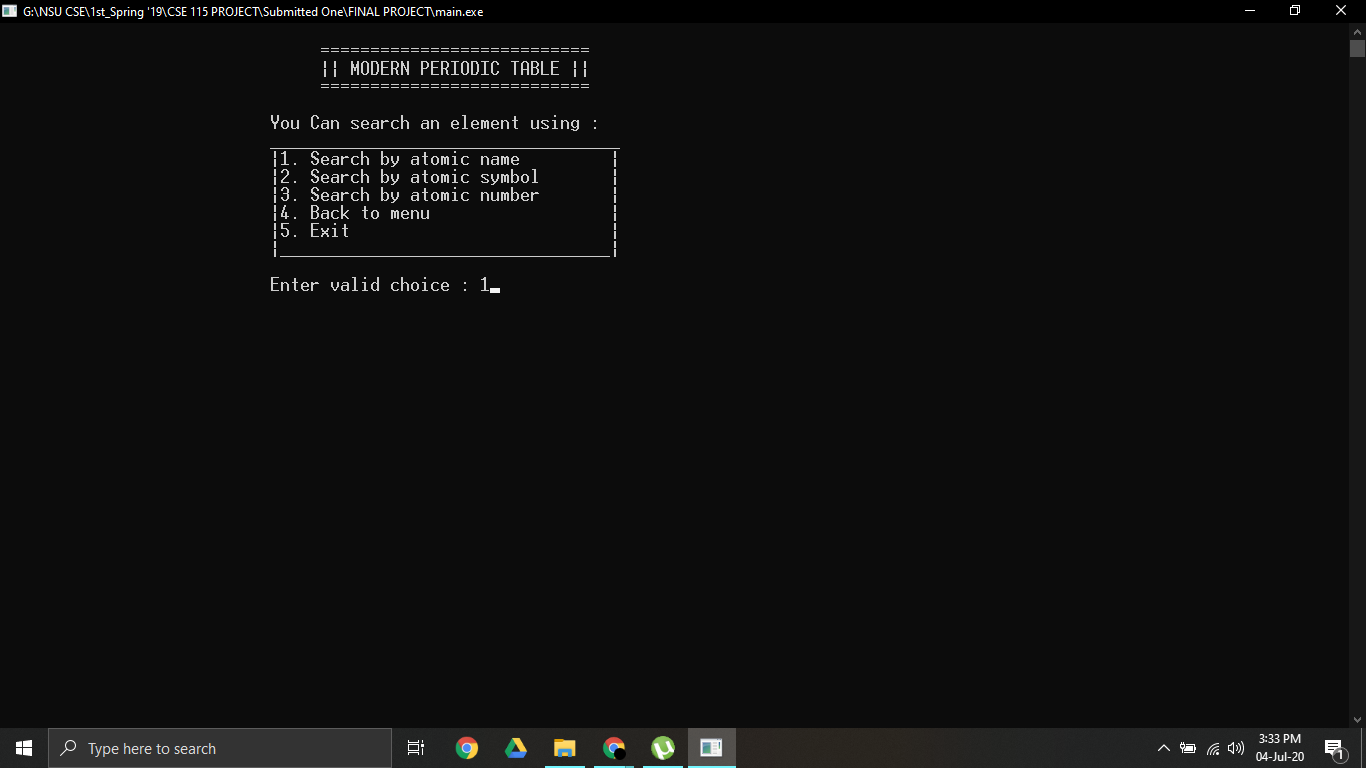 G:\NSU CSE\1st_Spring '19\CSE 115 PROJECT\Submitted One\FINAL PROJECT\main.exe
===========================
|| MODERN PERIODIC TABLE ||
===========================
You Can search an element using :
___________________________________
|1. Search by atomic name |
|2. Search by atomic symbol |
|3. Search by atomic number |
|4. Back to menu |
|5. Exit |
|_________________________________|
Enter valid choice : 1_
Type here to search
3:33 PM
04-Jul-20
1